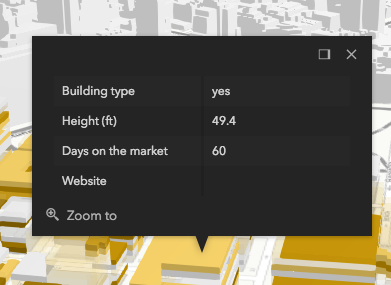 Building type yes
Height (ft) 49.4
Days on the market 60
Website
Zoom to